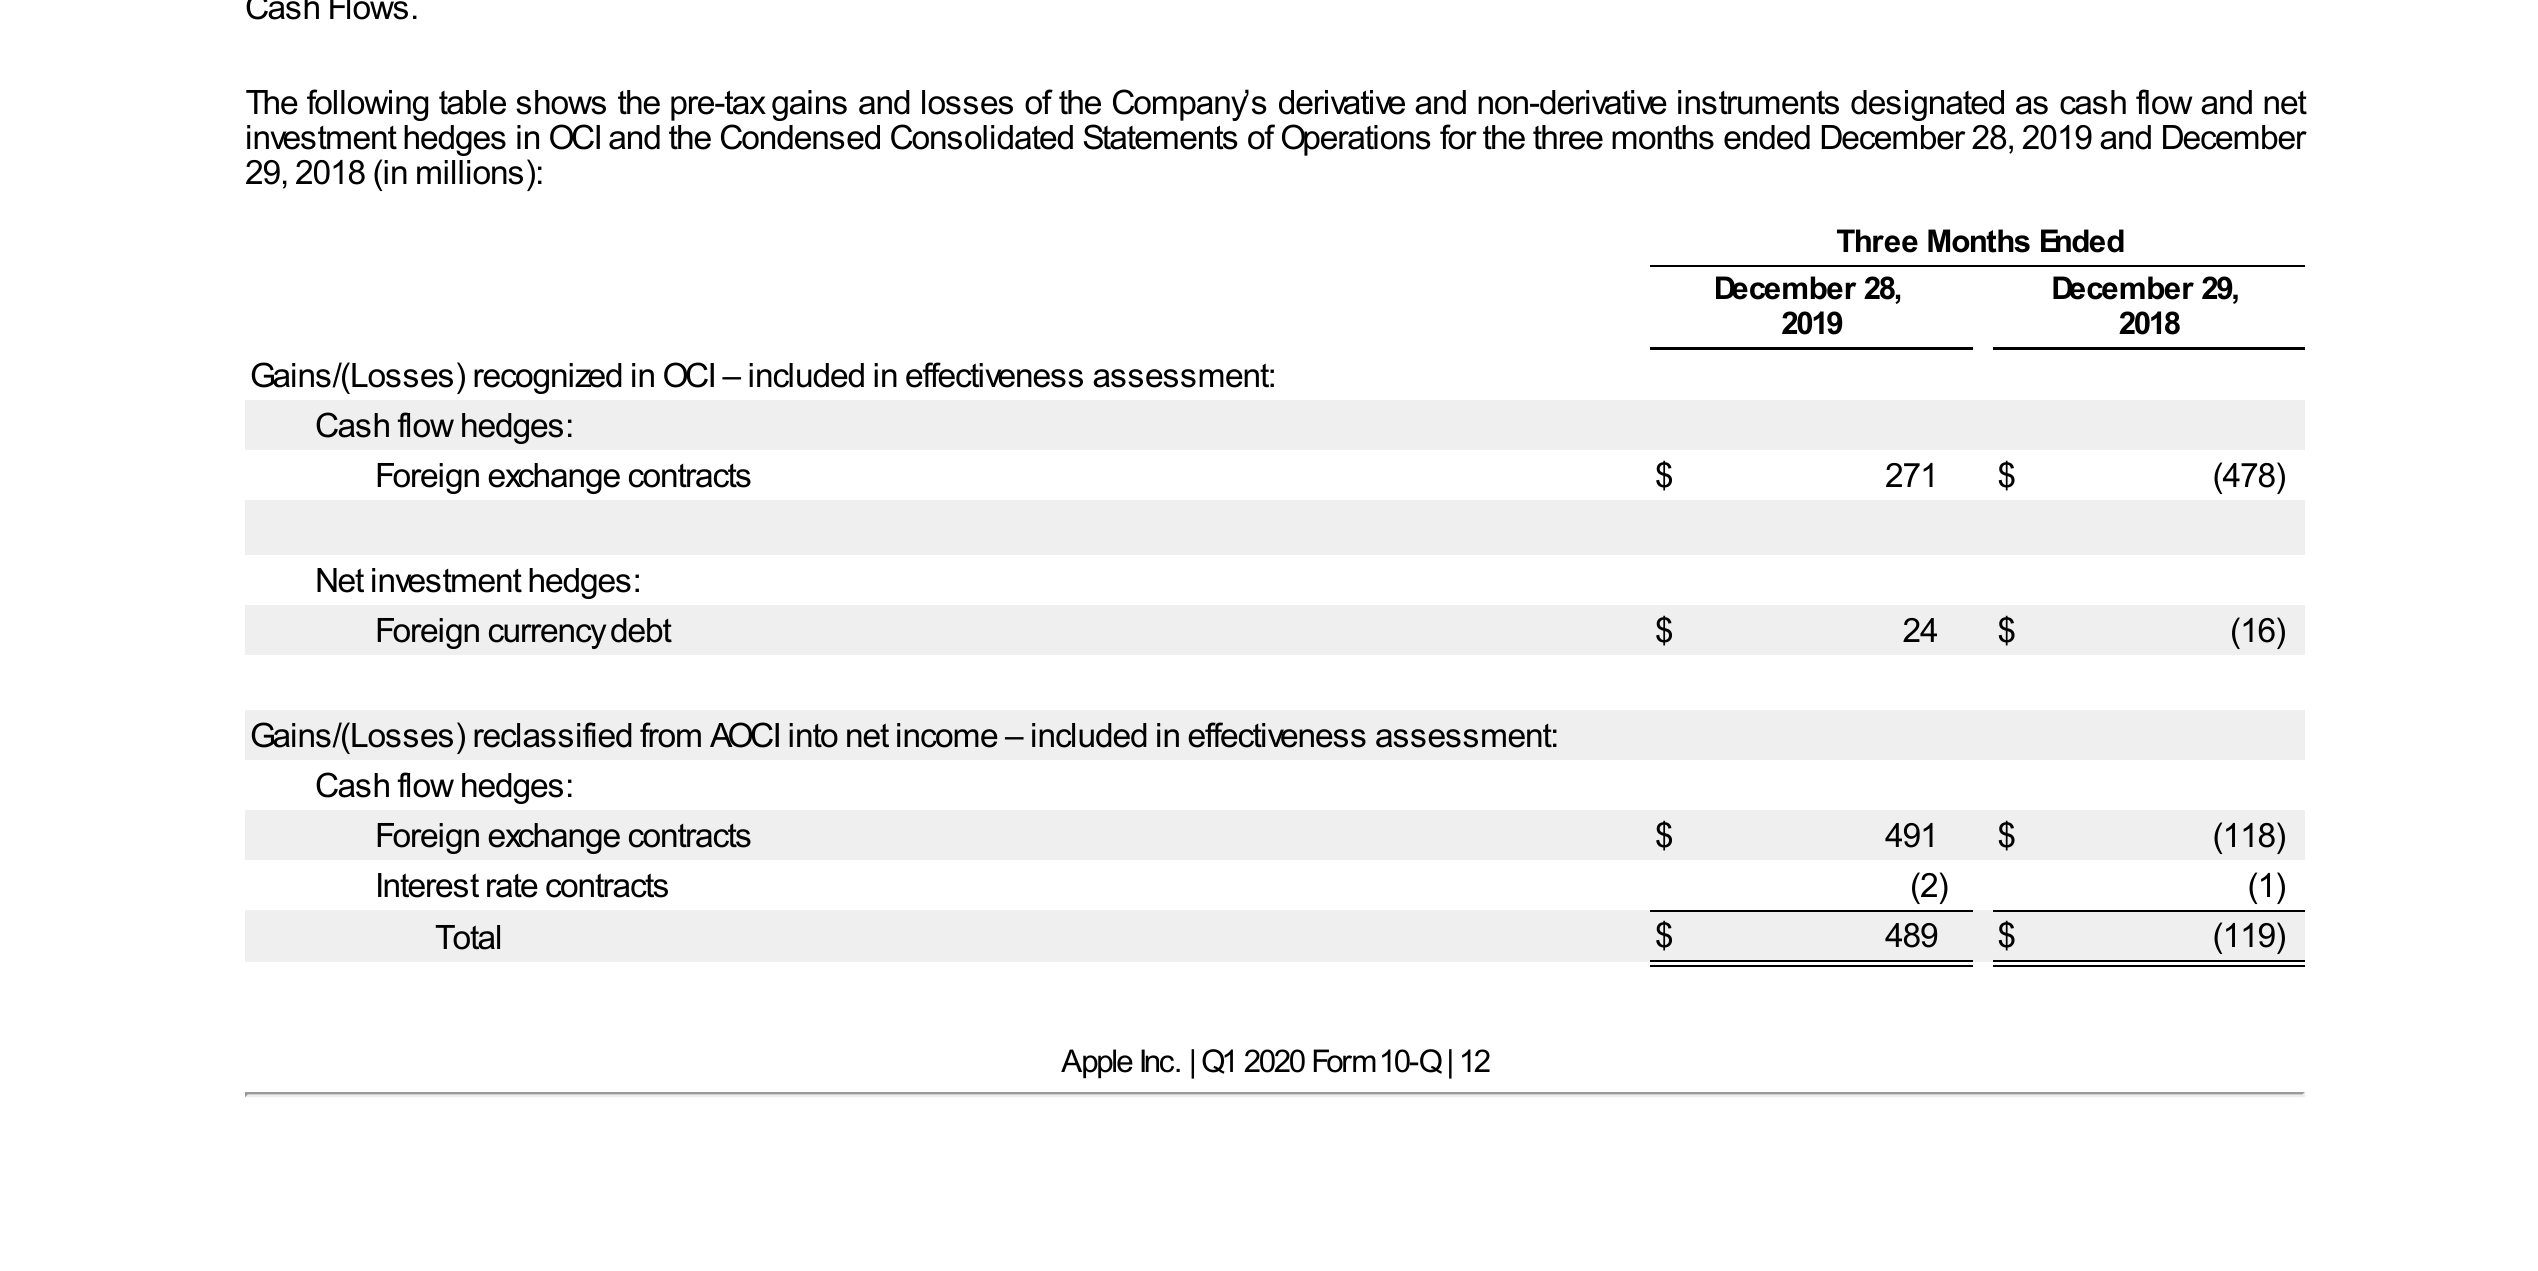 Cash Flows.
The following table shows the pre-tax gains and losses of the Company's derivative and non-derivative instruments designated as cash flow and net
investment hedges in OCI and the Condensed Consolidated Statements of Operations for the three months ended December 28, 2019 and December
29, 2018 (in millions):
Three Months Ended
December 28, 2019 December 29, 2018
Gains/(Losses) recognized in OCI – included in effectiveness assessment:
Cash flow hedges:
Foreign exchange contracts $ 271 $ (478)
Net investment hedges:
Foreign currency debt $ 24 $ (16)
Gains/(Losses) reclassified from AOCI into net income – included in effectiveness assessment:
Cash flow hedges:
Foreign exchange contracts $ 491 $ (118)
Interest rate contracts (2) (1)
Total $ 489 $ (119)
Apple Inc. | Q1 2020 Form 10-Q | 12